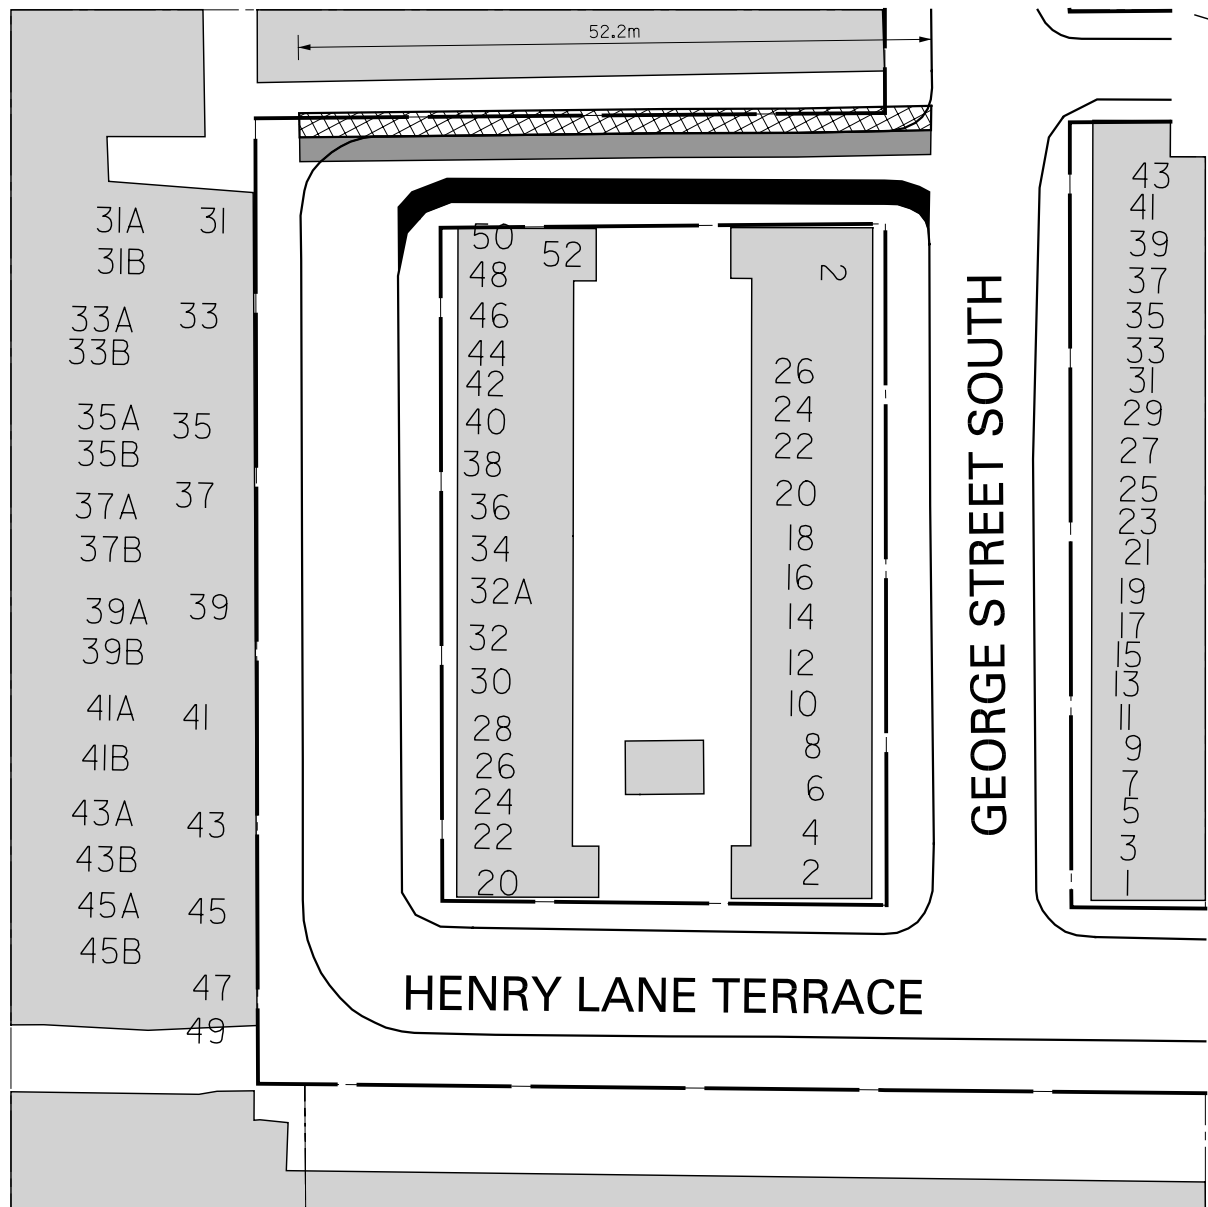 52.2m
31A 31
31B
33A 33
33B
35A 35
35B
37A 37
37B
39A 39
39B
41A 41
41B
43A 43
43B
45A 45
45B
47
49
50
52
48
46
44
42
40
38
36
34
32A
32
30
28
26
24
22
20
2
26
24
22
20
18
16
14
12
10
8
6
4
2
GEORGE STREET SOUTH
43
41
39
37
35
33
31
29
27
25
23
21
19
17
15
13
11
9
7
5
3
1
HENRY LANE TERRACE